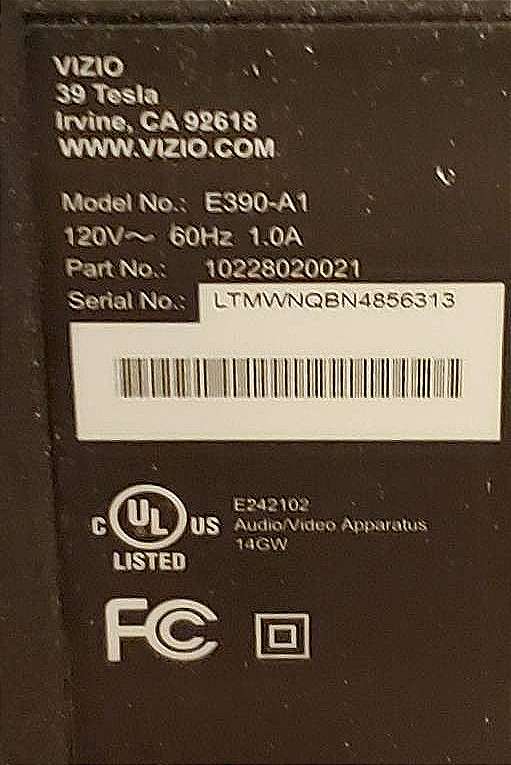 VIZIO
39 Tesla
Irvine, CA 92618
WWW.VIZIO.COM
Model No.: E390-A1
120V～ 60Hz 1.0A
Part No.: 10228020021
Serial No.: LTMWNQBN4856313
C UL US
LISTED
E242102
Audio/Video Apparatus
14GW
FC